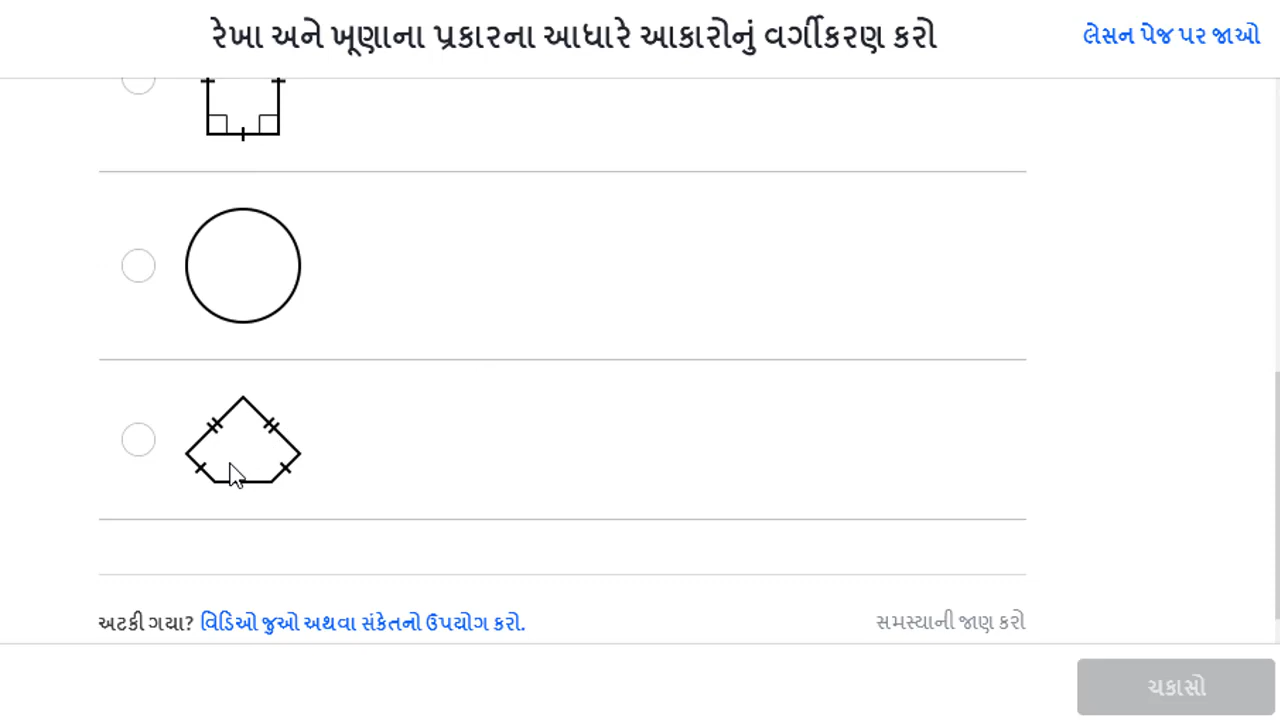 રેખા અને ખૂણાના પ્રકારના આધારે આકારોનું વર્ગીકરણ કરો
લેસન પેજ પર જાઓ
અટકી ગયા? વિડિઓ જુઓ અથવા સંકેતનો ઉપયોગ કરો.
સમસ્યાની જાણ કરો
ચકાસો